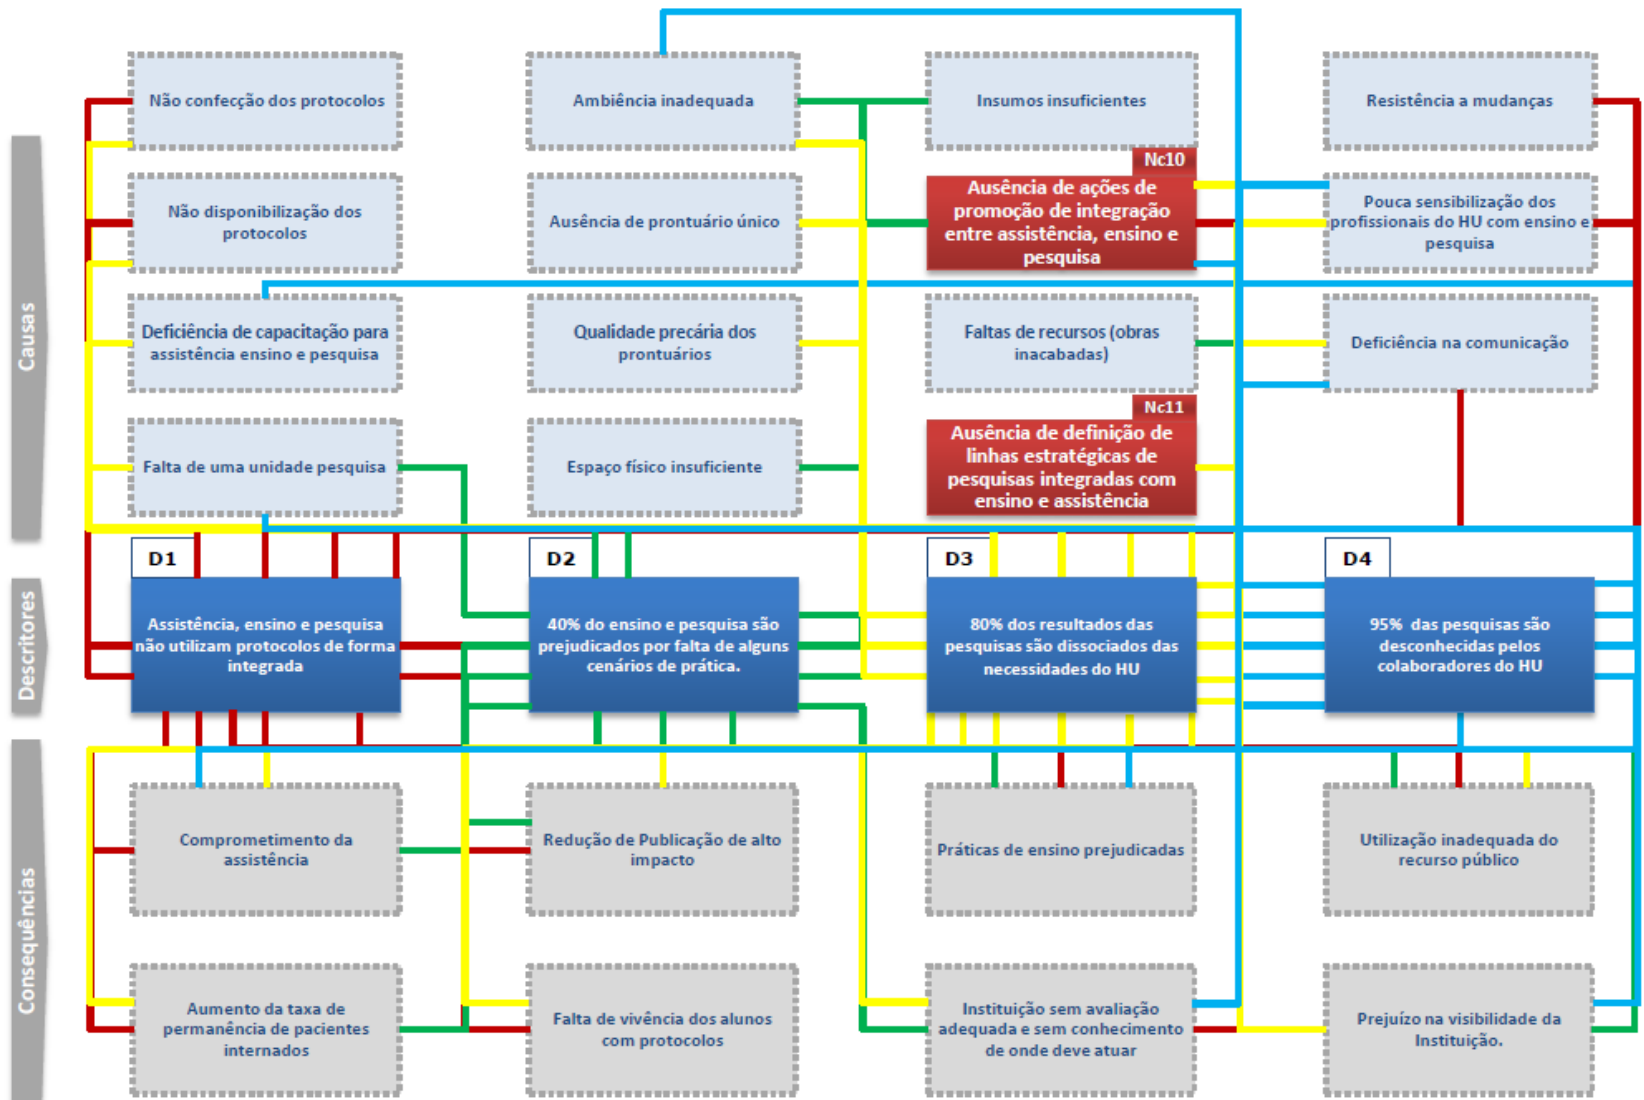 Causas
Não confecção dos protocolos
Ambiência inadequada
Insumos insuficientes
Resistência a mudanças
Não disponibilização dos
protocolos
Ausência de prontuário único
Nc10
Ausência de ações de
promoção de integração
entre assistência, ensino e
pesquisa
Pouca sensibilização dos
profissionais do HU com ensino e
pesquisa
Deficiência de capacitação para
assistência ensino e pesquisa
Qualidade precária dos
prontuários
Faltas de recursos (obras
inacabadas)
Deficiência na comunicação
Falta de uma unidade pesquisa
Espaço físico insuficiente
Nc11
Ausência de definição de
linhas estratégicas de
pesquisas integradas com
ensino e assistência
Descritores
D1
Assistência, ensino e pesquisa
não utilizam protocolos de forma
integrada
D2
40% do ensino e pesquisa são
prejudicados por falta de alguns
cenários de prática.
D3
80% dos resultados das
pesquisas são dissociados das
necessidades do HU
D4
95% das pesquisas são
desconhecidas pelos
colaboradores do HU
Consequências
Comprometimento da
assistência
Redução de Publicação de alto
impacto
Práticas de ensino prejudicadas
Utilização inadequada do
recurso público
Aumento da taxa de
permanência de pacientes
internados
Falta de vivência dos alunos
com protocolos
Instituição sem avaliação
adequada e sem conhecimento
de onde deve atuar
Prejuízo na visibilidade da
Instituição.